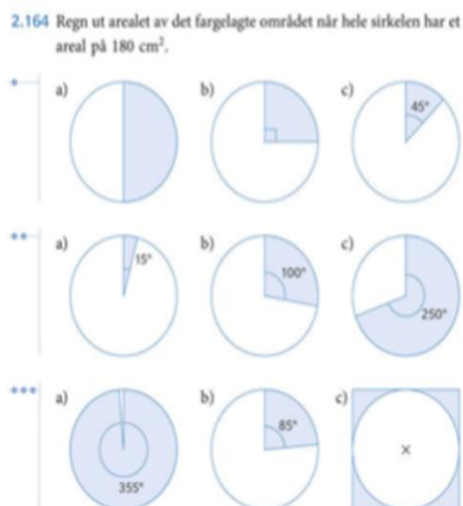 2.164 Regn ut arealet av det fargelagte området når hele sirkelen har et
areal på 180 cm².
a) b) c)
45°
a) b) c)
15° 100° 250°
a) b) c)
355° 85° ×